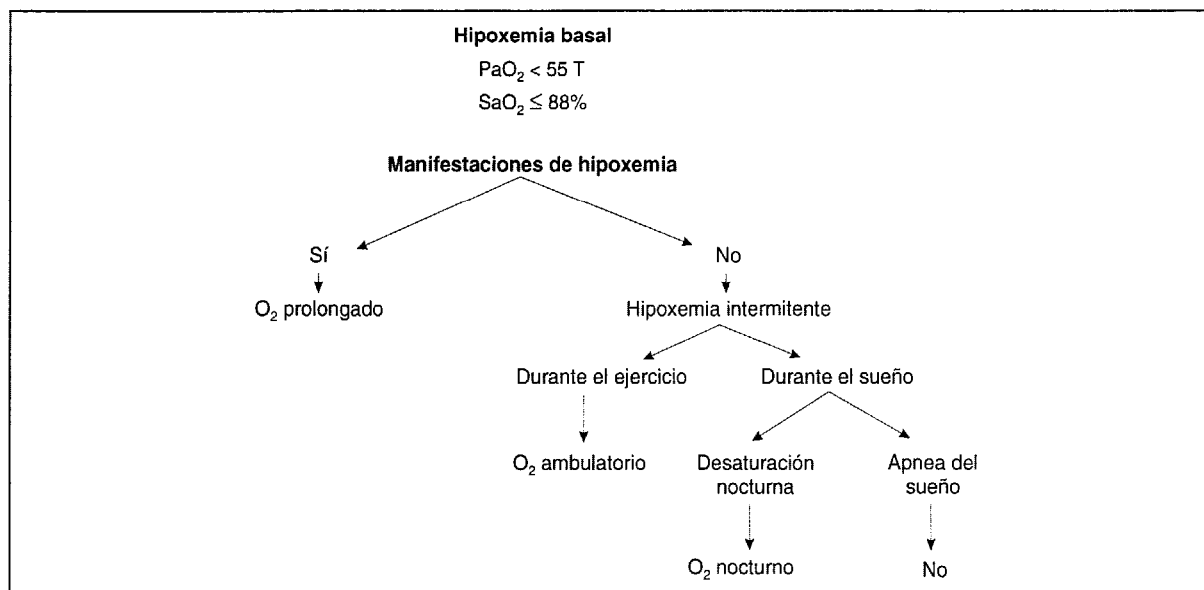 Hipoxemia basal
PaO₂ < 55 T
SaO₂ ≦ 88%
Manifestaciones de hipoxemia
Sí
No
O₂ prolongado
Hipoxemia intermitente
Durante el ejercicio
Durante el sueño
O₂ ambulatorio
Desaturación
nocturna
Apnea del
sueño
O₂ nocturno
No